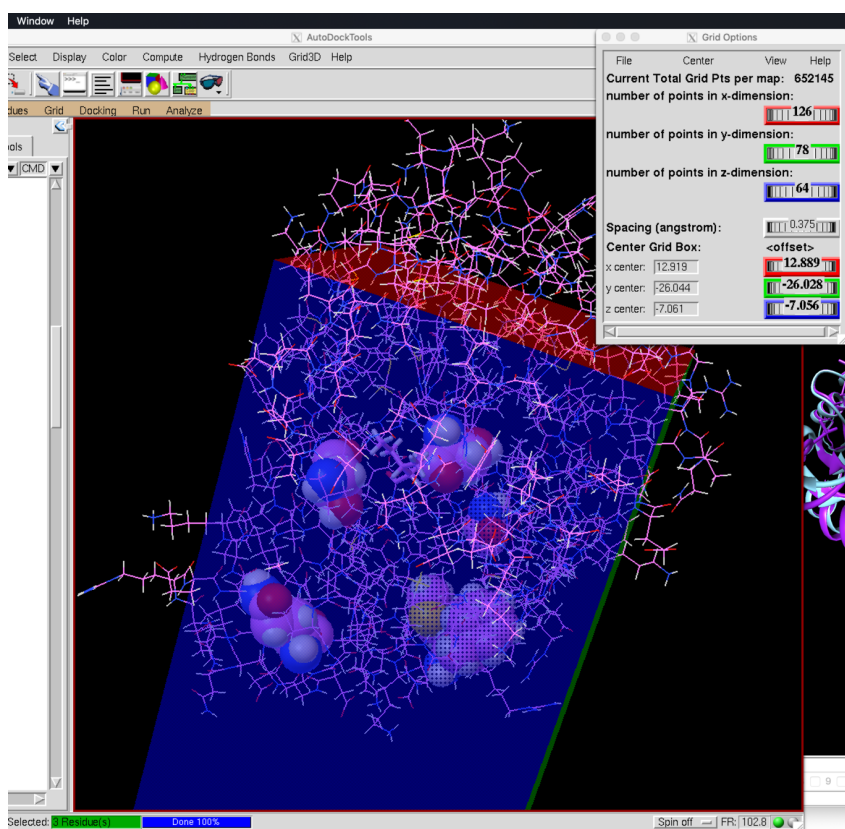 Window Help
AutoDockTools
Select Display Color Compute Hydrogen Bonds Grid3D Help
dues Grid Docking Run Analyze
ools
CMD
Grid Options
File Center View Help
Current Total Grid Pts per map: 652145
number of points in x-dimension:
126
number of points in y-dimension:
78
number of points in z-dimension:
64
Spacing (angstrom): 0.375
Center Grid Box: <offset>
x center: 12.919 12.889
y center: -26.044 -26.028
z center: -7.061 -7.056
9
Selected: 3 Residue(s) Done 100% Spin off FR: 102.8